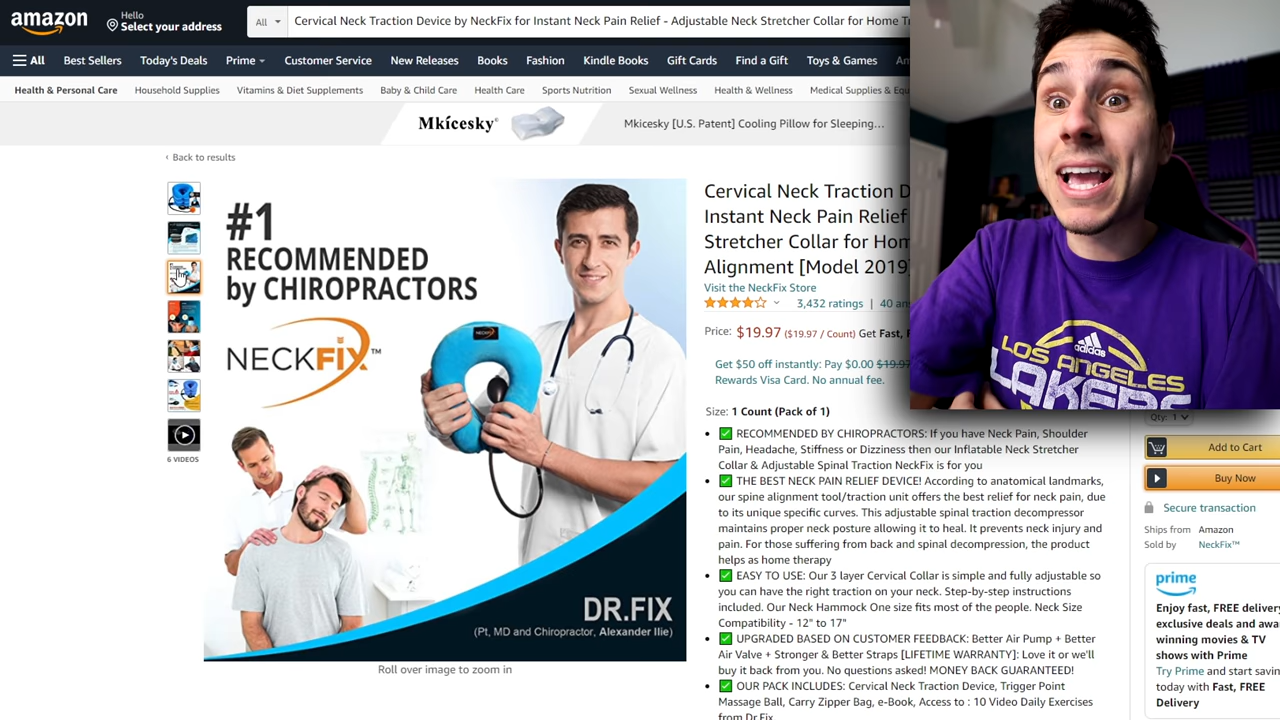 amazon
Hello
Select your address
All
Cervical Neck Traction Device by NeckFix for Instant Neck Pain Relief - Adjustable Neck Stretcher Collar for Home
All
Best Sellers
Today's Deals
Prime
Customer Service
New Releases
Books
Fashion
Kindle Books
Gift Cards
Find a Gift
Toys & Games
Health & Personal Care
Household Supplies
Vitamins & Diet Supplements
Baby & Child Care
Health Care
Sports Nutrition
Sexual Wellness
Health & Wellness
Medical Supplies & Equ
Mkicesky®
Mkicesky [U.S. Patent] Cooling Pillow for Sleeping...
‹ Back to results
6 VIDEOS
#1
RECOMMENDED
by CHIROPRACTORS
NECKFIX™
DR.FIX
(Pt, MD and Chiropractor, Alexander Ilie)
Roll over image to zoom in
Cervical Neck Traction D
Instant Neck Pain Relief
Stretcher Collar for Hom
Alignment [Model 2019]
Visit the NeckFix Store
3,432 ratings | 40 an
Price: $19.97 ($19.97 / Count) Get Fast, F
Get $50 off instantly: Pay $0.00 $19.97
Rewards Visa Card. No annual fee.
Size: 1 Count (Pack of 1)
• ✅ RECOMMENDED BY CHIROPRACTORS: If you have Neck Pain, Shoulder
Pain, Headache, Stiffness or Dizziness then our Inflatable Neck Stretcher
Collar & Adjustable Spinal Traction NeckFix is for you
• ✅ THE BEST NECK PAIN RELIEF DEVICE! According to anatomical landmarks,
our spine alignment tool/traction unit offers the best relief for neck pain, due
to its unique specific curves. This adjustable spinal traction decompressor
maintains proper neck posture allowing it to heal. It prevents neck injury and
pain. For those suffering from back and spinal decompression, the product
helps as home therapy
• ✅ EASY TO USE: Our 3 layer Cervical Collar is simple and fully adjustable so
you can have the right traction on your neck. Step-by-step instructions
included. Our Neck Hammock One size fits most of the people. Neck Size
Compatibility - 12" to 17"
• ✅ UPGRADED BASED ON CUSTOMER FEEDBACK: Better Air Pump + Better
Air Valve + Stronger & Better Straps [LIFETIME WARRANTY]: Love it or we'll
buy it back from you. No questions asked! MONEY BACK GUARANTEED!
• ✅ OUR PACK INCLUDES: Cervical Neck Traction Device, Trigger Point
Massage Ball, Carry Zipper Bag, e-Book, Access to : 10 Video Daily Exercises
from Dr.Fix
adidas
LOS ANGELES
LAKERS
Qty: 1
Add to Cart
Buy Now
Secure transaction
Ships from Amazon
Sold by NeckFix™
prime
Enjoy fast, FREE delivery
exclusive deals and awa
winning movies & TV
shows with Prime
Try Prime and start savin
today with Fast, FREE
Delivery